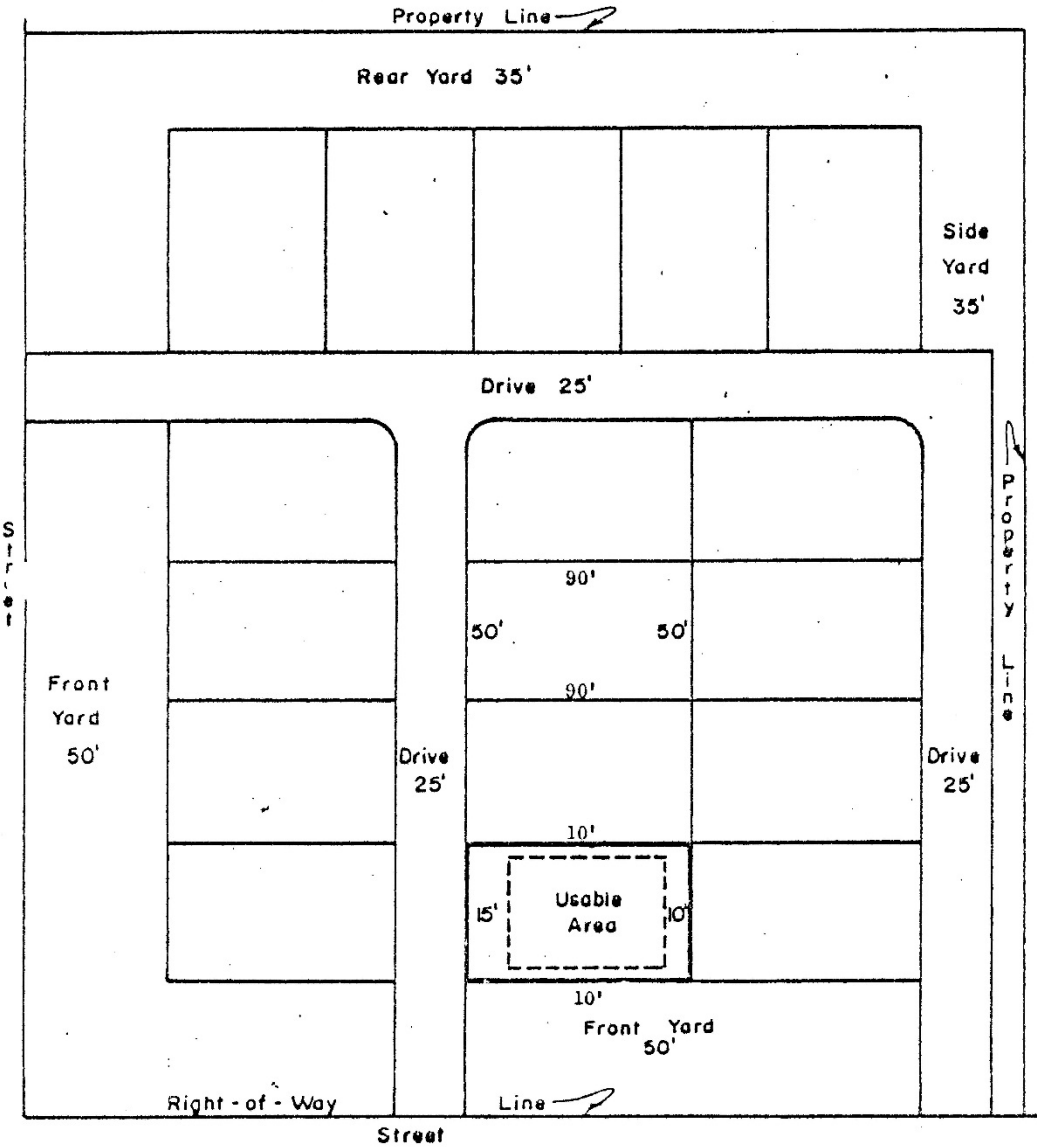 Property Line
Rear Yard 35'
Side
Yard
35'
Drive 25'
Street
Property Line
90'
50' 50'
90'
Front
Yard
50'
Drive
25'
Drive
25'
10'
15'
Usable
Area
10'
10'
Front Yard
50'
Right-of-Way Line
Street